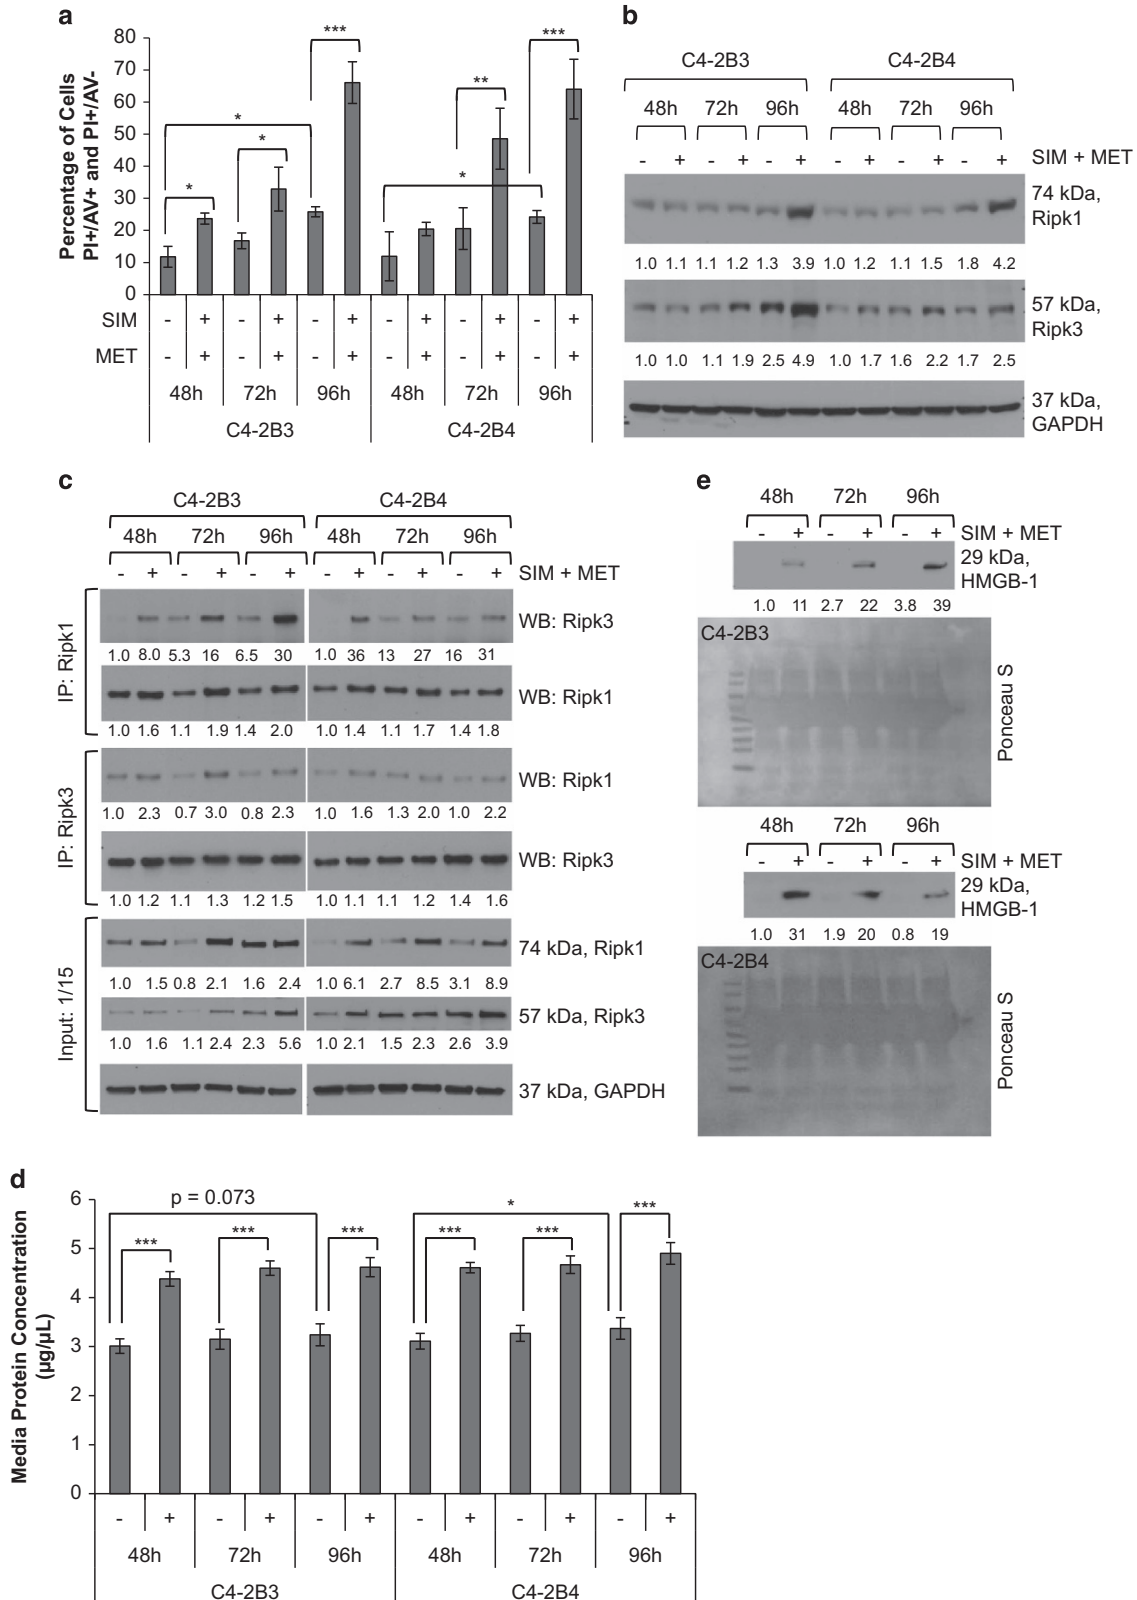 a
Percentage of Cells
PI+/AV+ and PI+/AV-
80
70
60
50
40
30
20
10
0
* * * *** * ** ***
SIM - + - + - + - + - + - +
MET - + - + - + - + - + - +
48h 72h 96h 48h 72h 96h
C4-2B3 C4-2B4
b
C4-2B3 C4-2B4
48h 72h 96h 48h 72h 96h
- + - + - + - + - + - + SIM + MET
74 kDa,
Ripk1
1.0 1.1 1.1 1.2 1.3 3.9 1.0 1.2 1.1 1.5 1.8 4.2
57 kDa,
Ripk3
1.0 1.0 1.1 1.9 2.5 4.9 1.0 1.7 1.6 2.2 1.7 2.5
37 kDa,
GAPDH
c
C4-2B3 C4-2B4
48h 72h 96h 48h 72h 96h
- + - + - + - + - + - + SIM + MET
IP: Ripk1
WB: Ripk3
1.0 8.0 5.3 16 6.5 30 1.0 36 13 27 16 31
WB: Ripk1
1.0 1.6 1.1 1.9 1.4 2.0 1.0 1.4 1.1 1.7 1.4 1.8
IP: Ripk3
WB: Ripk1
1.0 2.3 0.7 3.0 0.8 2.3 1.0 1.6 1.3 2.0 1.0 2.2
WB: Ripk3
1.0 1.2 1.1 1.3 1.2 1.5 1.0 1.1 1.1 1.2 1.4 1.6
Input: 1/15
74 kDa, Ripk1
1.0 1.5 0.8 2.1 1.6 2.4 1.0 6.1 2.7 8.5 3.1 8.9
57 kDa, Ripk3
1.0 1.6 1.1 2.4 2.3 5.6 1.0 2.1 1.5 2.3 2.6 3.9
37 kDa, GAPDH
e
48h 72h 96h
- + - + - + SIM + MET
29 kDa,
HMGB-1
1.0 11 2.7 22 3.8 39
C4-2B3
Ponceau S
48h 72h 96h
- + - + - + SIM + MET
29 kDa,
HMGB-1
1.0 31 1.9 20 0.8 19
C4-2B4
Ponceau S
d
Media Protein Concentration
(µg/µL)
6
5
4
3
2
1
0
p = 0.073 *
*** *** *** *** *** ***
- + - + - + - + - + - +
48h 72h 96h 48h 72h 96h
C4-2B3 C4-2B4